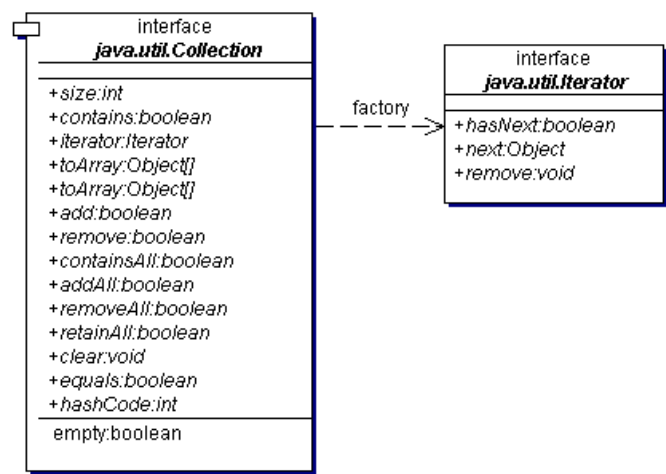 interface
java.util.Collection
+size:int
+contains:boolean
+iterator:Iterator
+toArray:Object[]
+toArray:Object[]
+add:boolean
+remove:boolean
+containsAll:boolean
+addAll:boolean
+removeAll:boolean
+retainAll:boolean
+clear:void
+equals:boolean
+hashCode:int
empty:boolean
factory
interface
java.util.Iterator
+hasNext:boolean
+next:Object
+remove:void